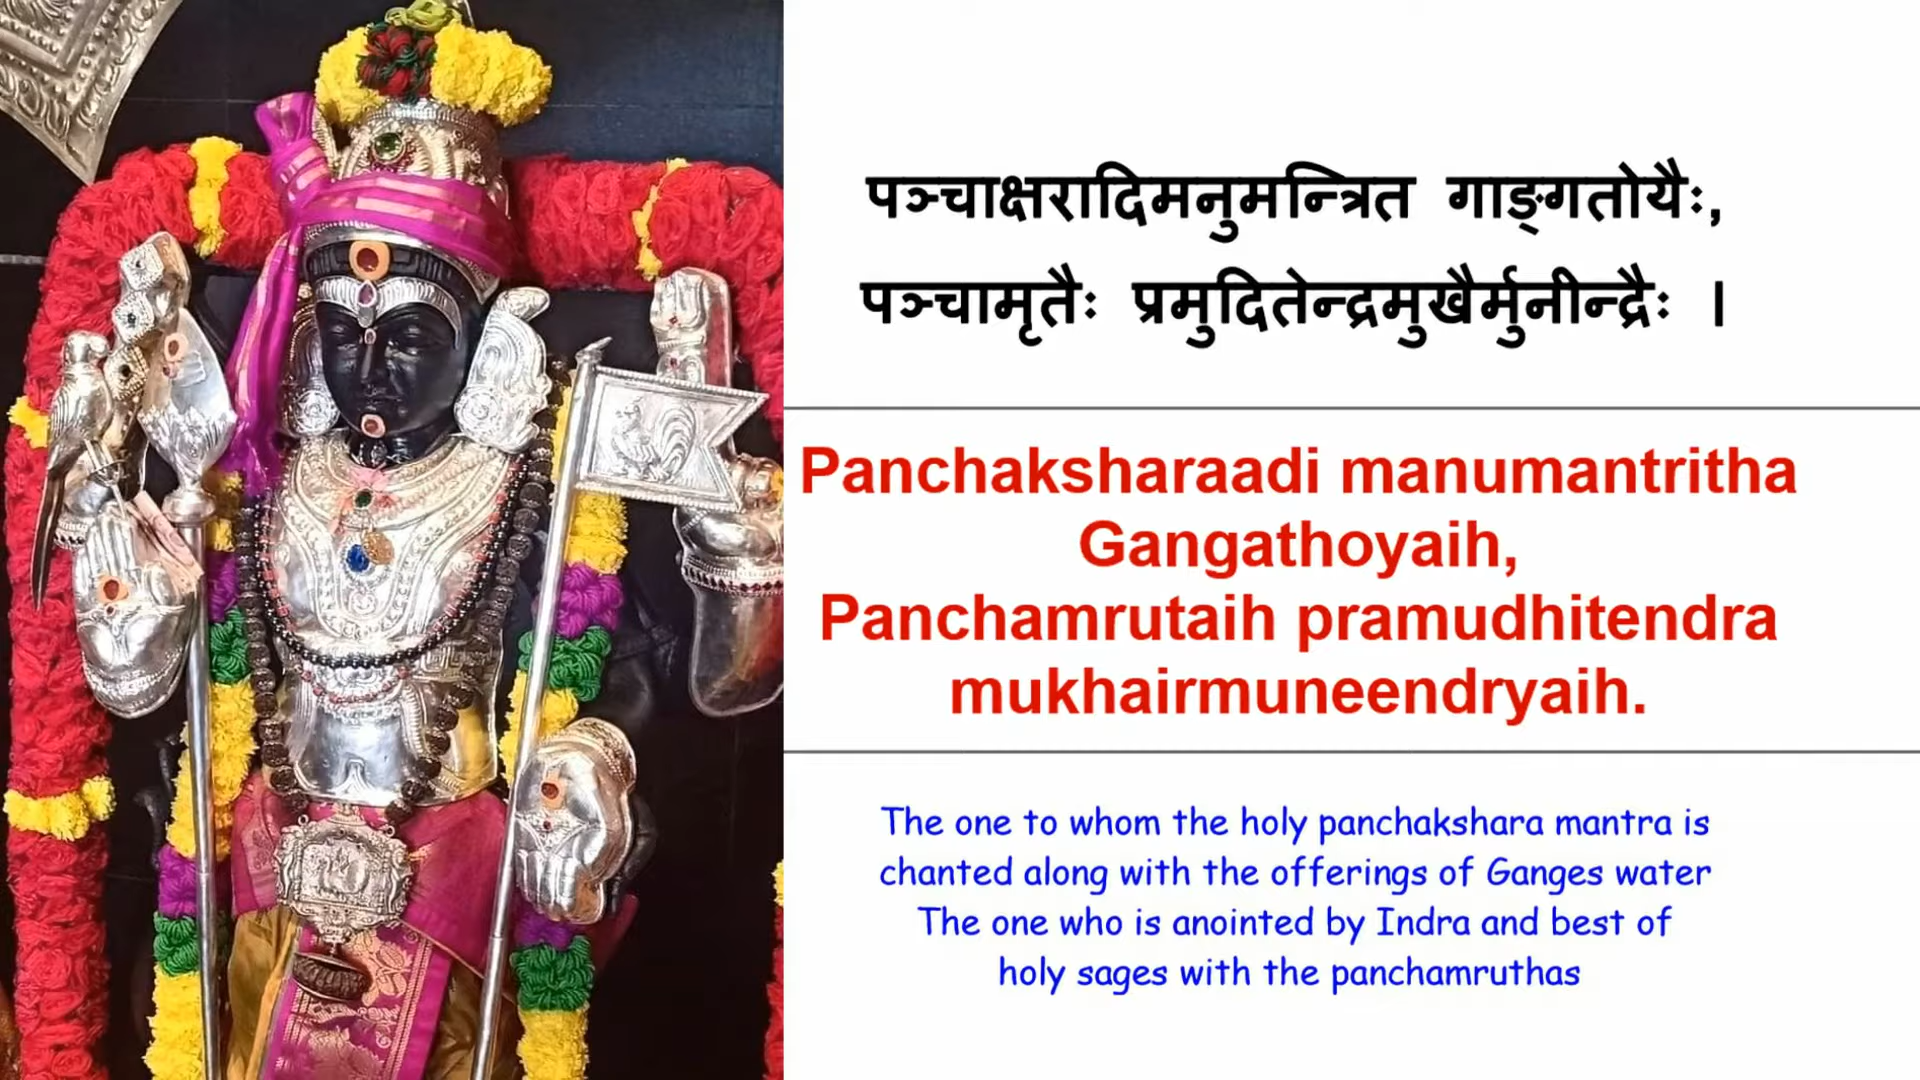 पञ्चाक्षरादिमनुमन्त्रित गाङ्गतोयैः,
पञ्चामृतैः प्रमुदितेन्द्रमुखैर्मुनीन्द्रैः ।
Panchaksharaadi manumantritha
Gangathoyaih,
Panchamrutaih pramudhitendra
mukhairmuneendryaih.
The one to whom the holy panchakshara mantra is
chanted along with the offerings of Ganges water
The one who is anointed by Indra and best of
holy sages with the panchamruthas